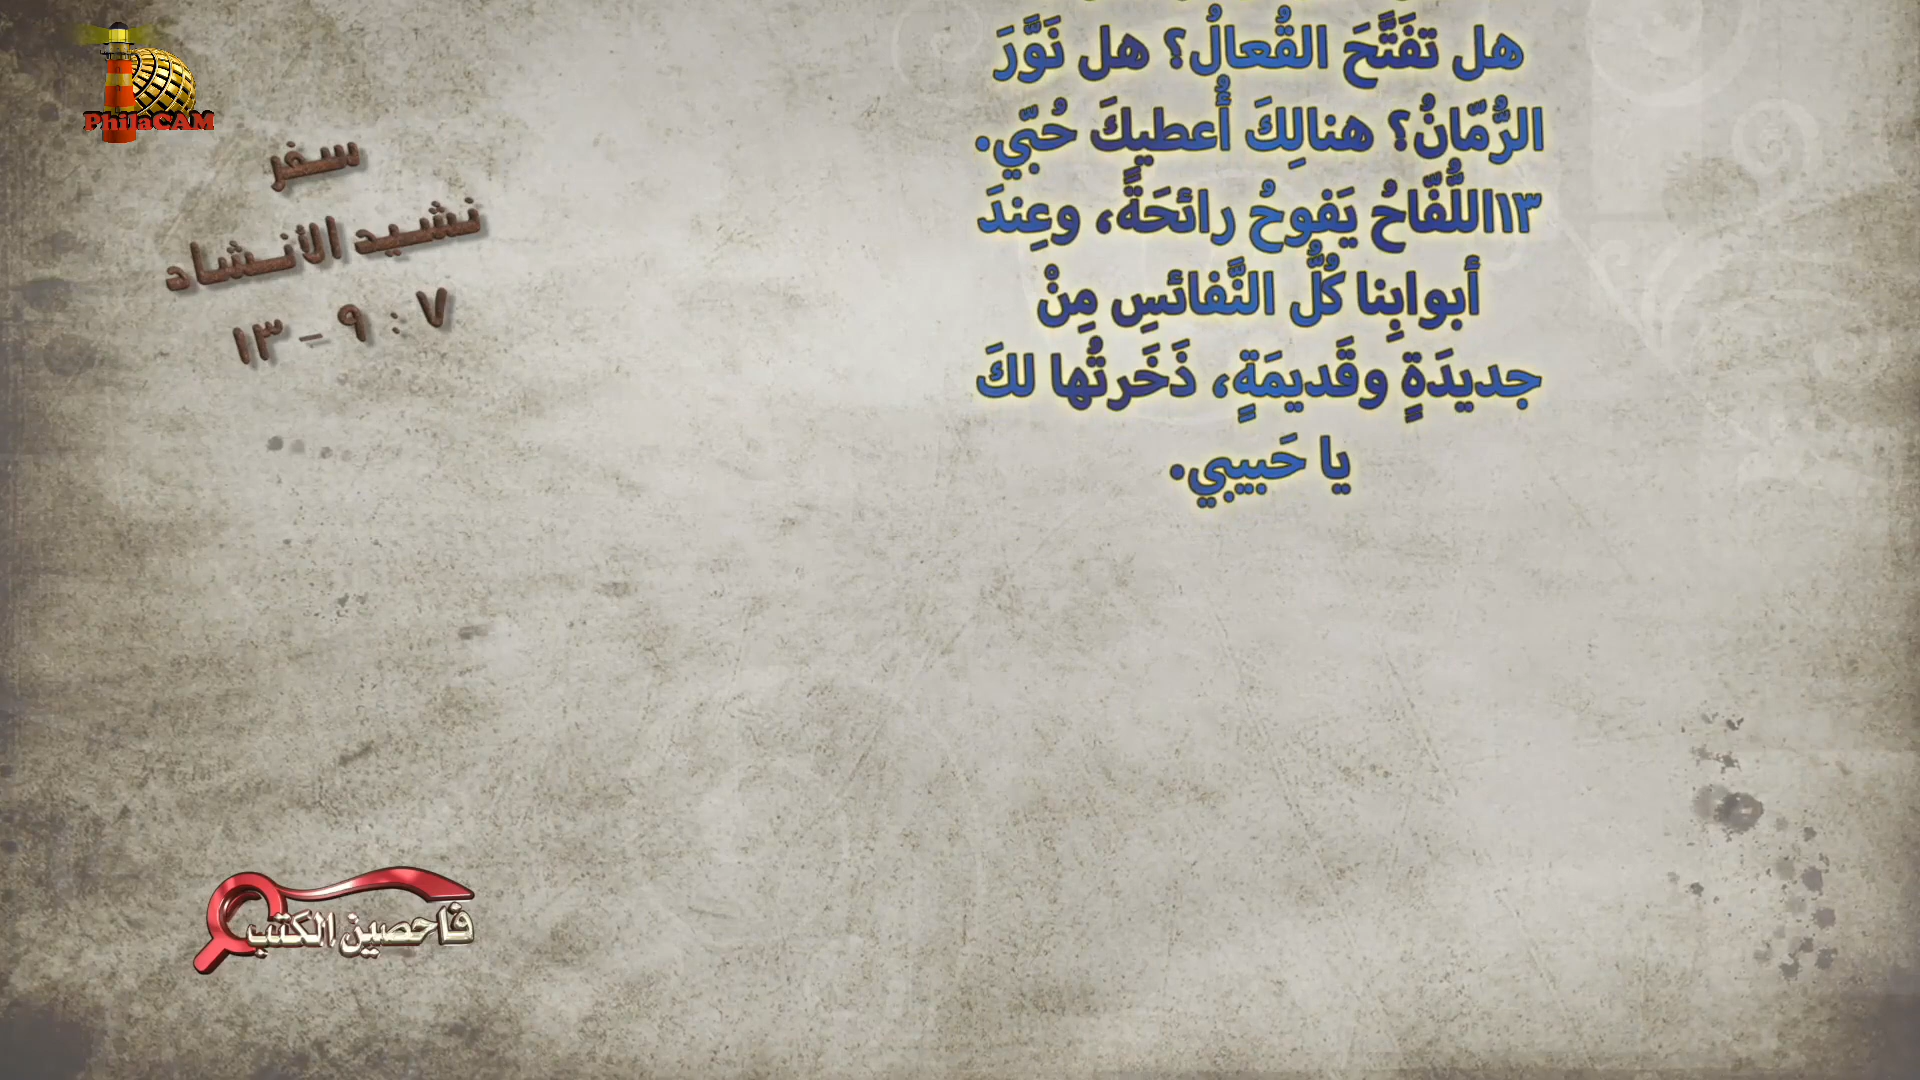 PhilaCAM
سفر
نشيد الأنشاد
٧ : ٩ – ١٣
هل تفَتَّحَ القُعالُ؟ هل نَوَّرَ
الرُّمّانُ؟ هنالِكَ أُعطيكَ حُبّي.
١٣اللُّفّاحُ يَفوحُ رائحَةً، وعِندَ
أبوابِنا كُلُّ النَّفائسِ مِنْ
جديدَةٍ وقَديمَةٍ، ذَخَرتُها لكَ
يا حَبيبي.
فاحصين الكتب